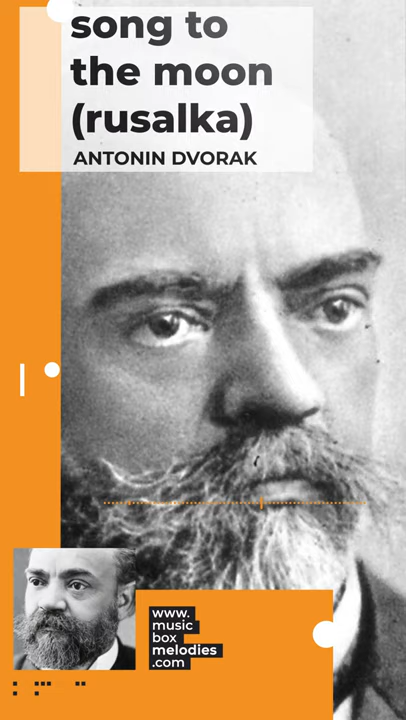 song to
the moon
(rusalka)
ANTONIN DVORAK
www.
music
box
melodies
.com